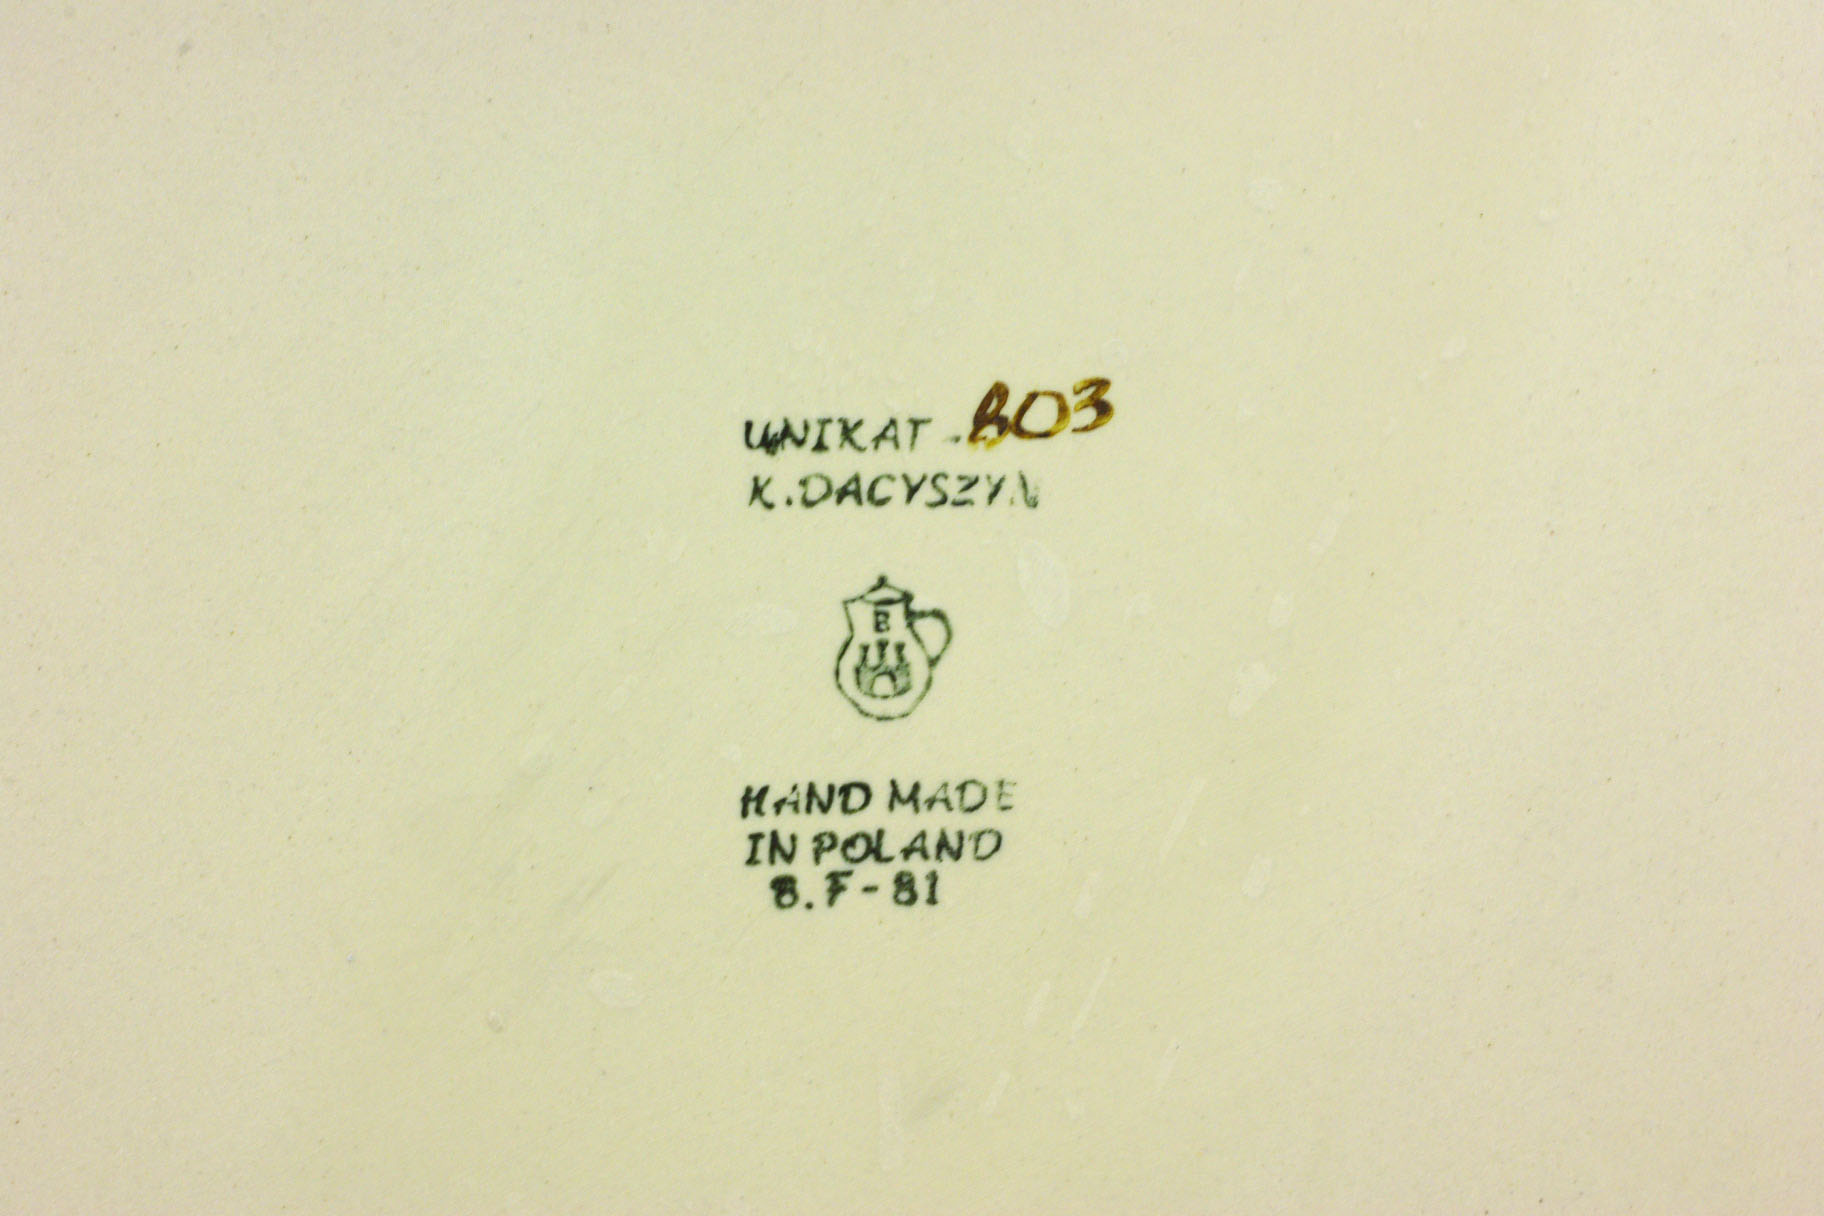 UNIKAT - 803
K. DACYSZYN
B
HAND MADE
IN POLAND
B.F-81